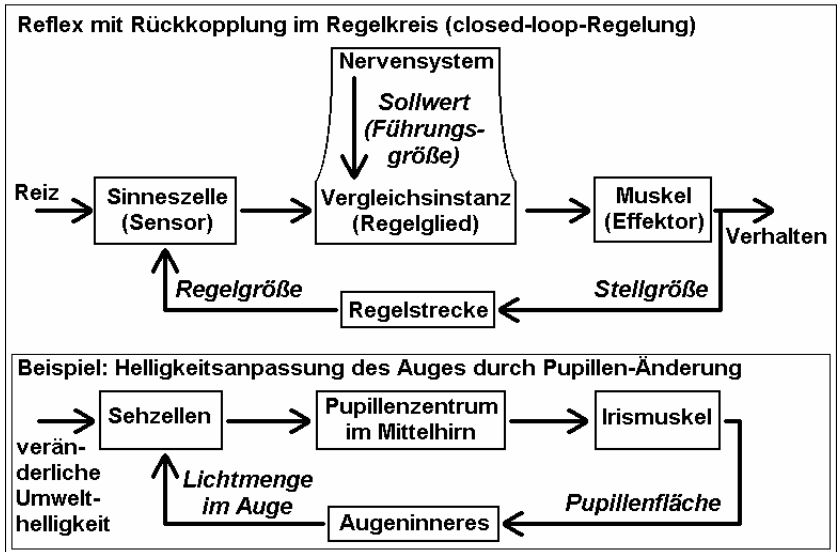 Reflex mit Rückkopplung im Regelkreis (closed-loop-Regelung)
Nervensystem
Sollwert
(Führungs-
größe)
Reiz
Sinneszelle
(Sensor)
Vergleichsinstanz
(Regelglied)
Muskel
(Effektor)
Verhalten
Regelgröße
Stellgröße
Regelstrecke
Beispiel: Helligkeitsanpassung des Auges durch Pupillen-Änderung
Sehzellen
Pupillenzentrum
im Mittelhirn
Irismuskel
verän-
derliche
Umwelt-
helligkeit
Lichtmenge
im Auge
Pupillenfläche
Augeninneres